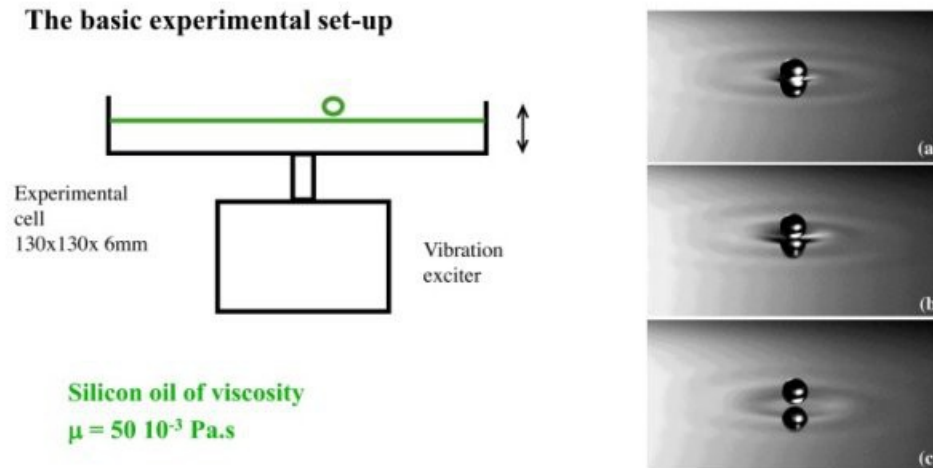 The basic experimental set-up
Experimental
cell
130x130x 6mm
Vibration
exciter
Silicon oil of viscosity
μ = 50 10⁻³ Pa.s
(a
(b
(c